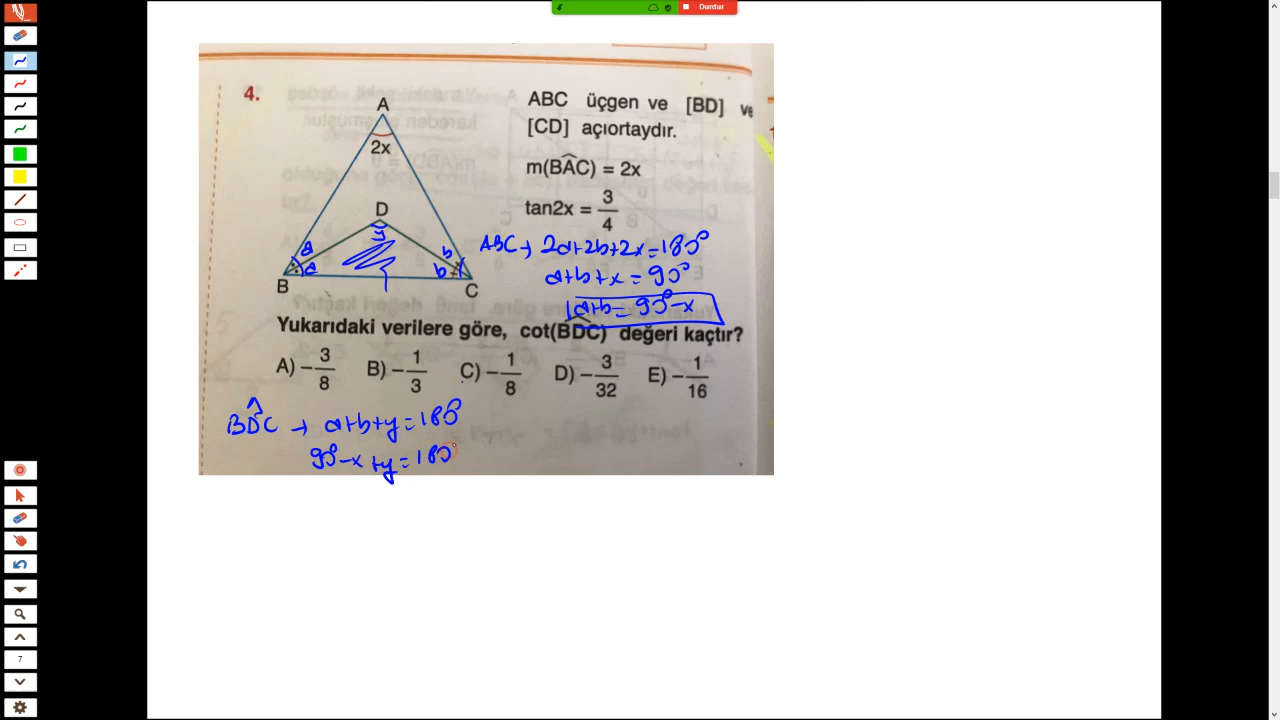 Durdur
4.
ABC üçgen ve [BD] ve
[CD] açıortaydır.
m(BAC) = 2x
tan2x = 3/4
A
2x
D
y
a
a
b
b
B
C
ABC → 2a+2b+2x=180°
a+b+x=90°
a+b=90°-x
Yukarıdaki verilere göre, cot(BDC) değeri kaçtır?
A) -3/8 B) -1/3 C) -1/8 D) -3/32 E) -1/16
BDC → a+b+y=180°
90°-x+y=180°
7